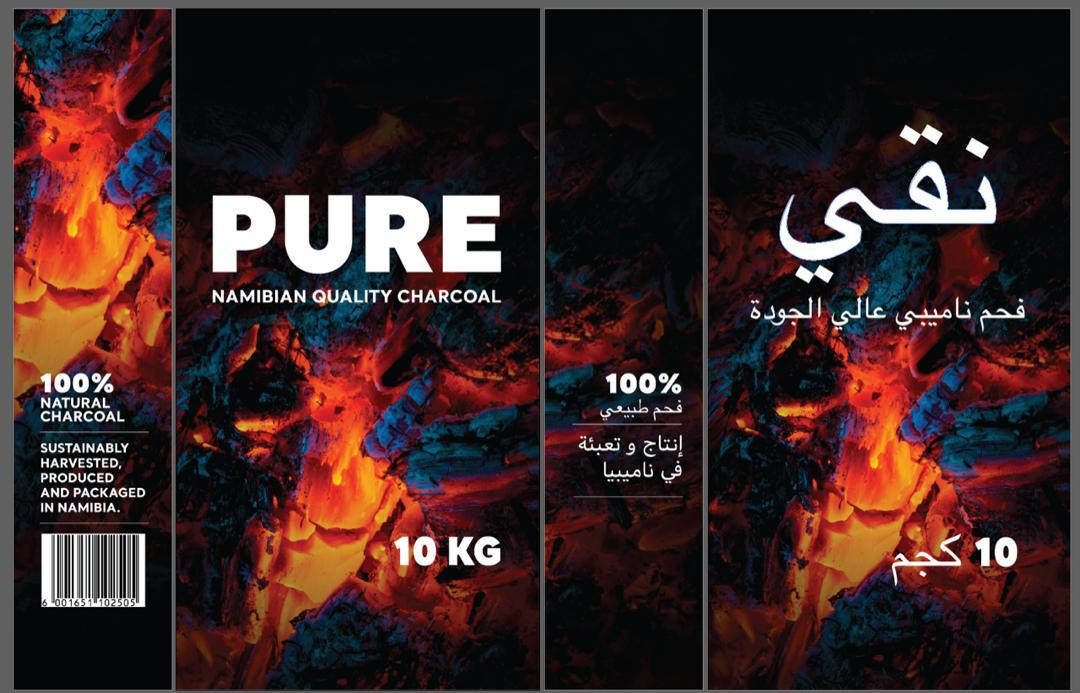 100%
NATURAL
CHARCOAL
SUSTAINABLY
HARVESTED,
PRODUCED
AND PACKAGED
IN NAMIBIA.
6 001651 102505
PURE
NAMIBIAN QUALITY CHARCOAL
10 KG
100%
فحم طبيعي
إنتاج و تعبئة
في ناميبيا
نقي
فحم ناميبي عالي الجودة
10 كجم